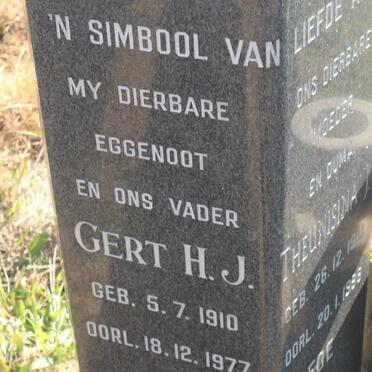 'N SIMBOOL VAN
MY DIERBARE
EGGENOOT
EN ONS VADER
GERT H. J.
GEB. 5. 7. 1910
OORL. 18. 12. 1977
LIEFDE
ONS DIERBARE
MOEDER
EN OUMA
THEUNISINA
GEB. 26. 12.
OORL. 20. 1.